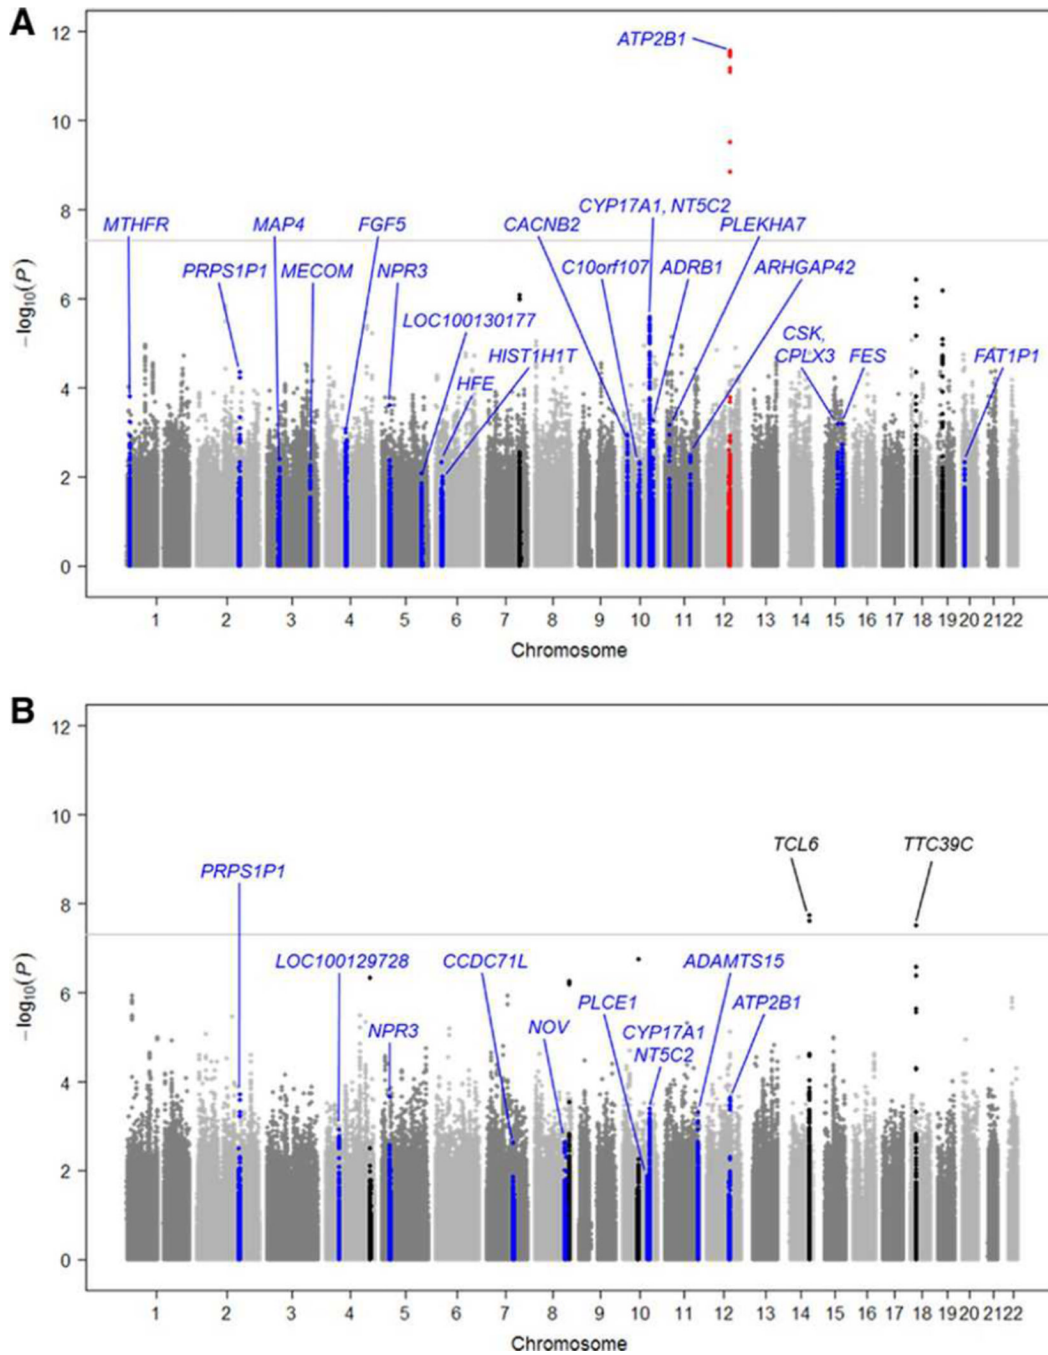 A
12
10
8
6
4
2
0
−log10(P)
ATP2B1
CYP17A1, NT5C2
MTHFR
MAP4
FGF5
CACNB2
PLEKHA7
PRPS1P1
MECOM
NPR3
C10orf107
ADRB1
ARHGAP42
LOC100130177
HIST1H1T
HFE
CSK,
CPLX3
FES
FAT1P1
1 2 3 4 5 6 7 8 9 10 11 12 13 14 15 16 17 18 19 20 21 22
Chromosome
B
12
10
8
6
4
2
0
−log10(P)
TCL6
TTC39C
PRPS1P1
LOC100129728
CCDC71L
ADAMTS15
NPR3
NOV
PLCE1
CYP17A1
NT5C2
ATP2B1
1 2 3 4 5 6 7 8 9 10 11 12 13 14 15 16 17 18 19 20 21 22
Chromosome